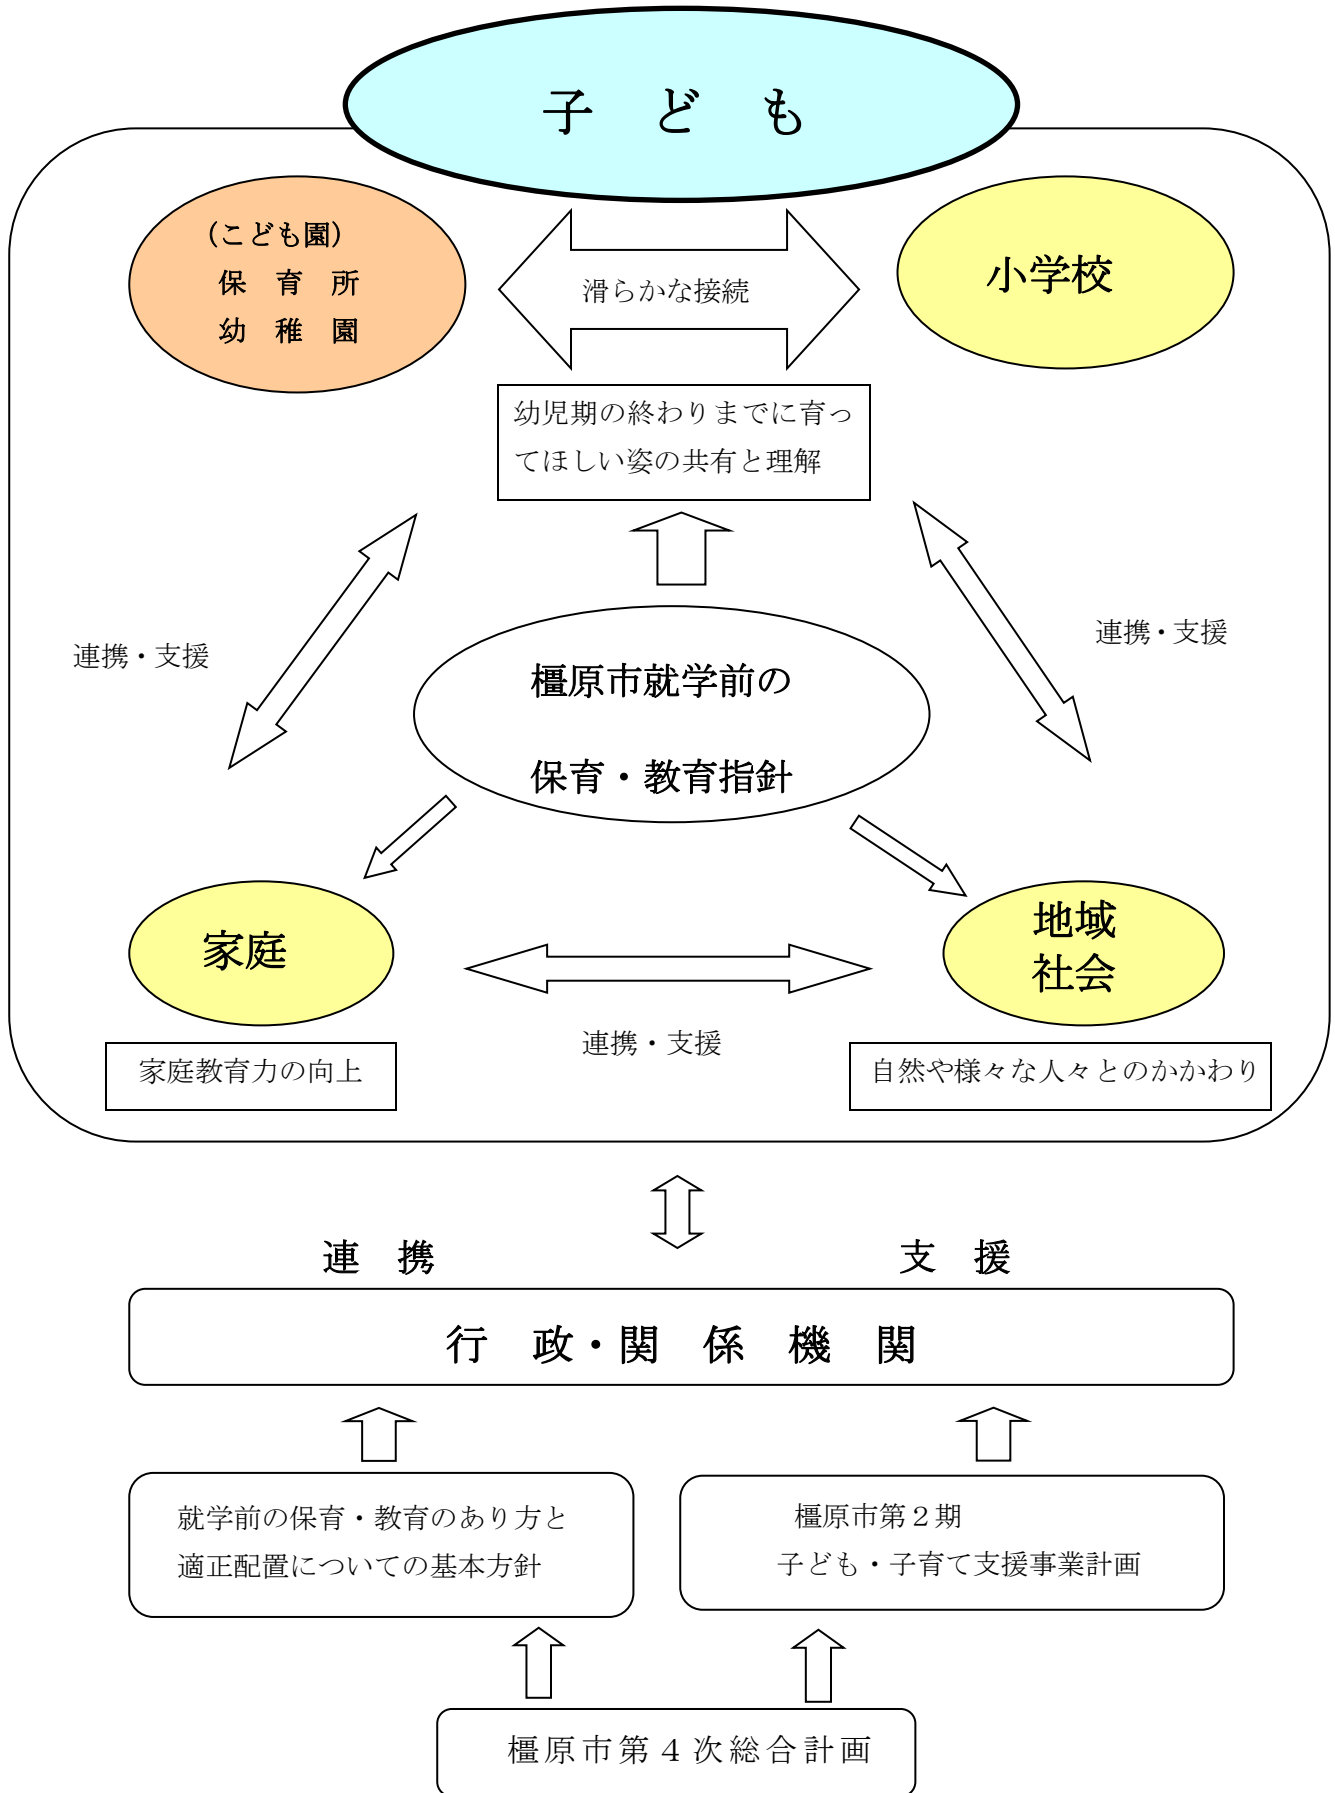 子 ど も
（こども園）
保 育 所
幼 稚 園
滑らかな接続
小学校
幼児期の終わりまでに育っ
てほしい姿の共有と理解
連携・支援
連携・支援
橿原市就学前の
保育・教育指針
家庭
地域
社会
連携・支援
家庭教育力の向上
自然や様々な人々とのかかわり
連 携
支 援
行 政・関 係 機 関
就学前の保育・教育のあり方と
適正配置についての基本方針
橿原市第２期
子ども・子育て支援事業計画
橿原市第４次総合計画